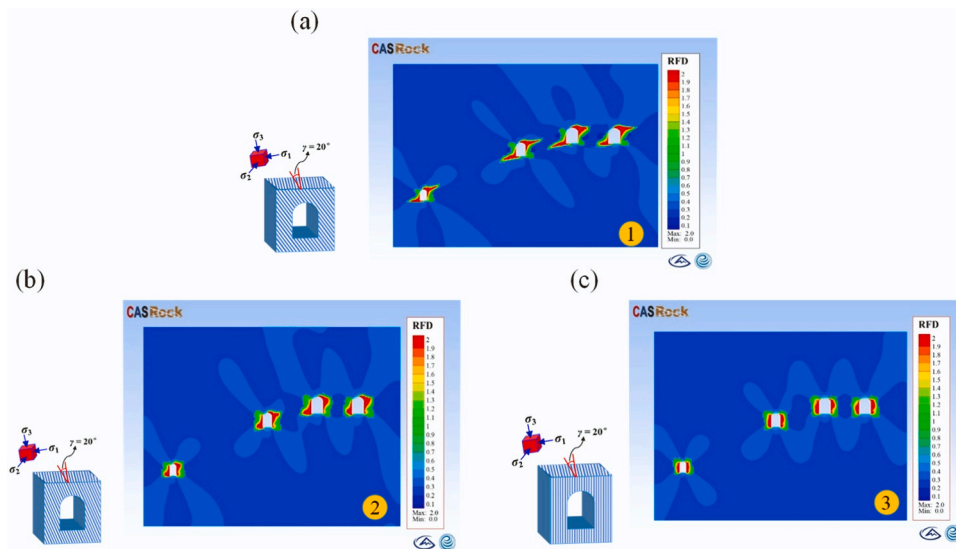 (a)
CASRock
RFD
2
1.9
1.8
1.7
1.6
1.5
1.4
1.3
1.2
1.1
1
0.9
0.8
0.7
0.6
0.5
0.4
0.3
0.2
0.1
Max: 2.0
Min: 0.0
σ3
σ1
σ2
γ = 20°
1
(b)
CASRock
RFD
2
1.9
1.8
1.7
1.6
1.5
1.4
1.3
1.2
1.1
1
0.9
0.8
0.7
0.6
0.5
0.4
0.3
0.2
0.1
Max: 2.0
Min: 0.0
σ3
σ1
σ2
γ = 20°
2
(c)
CASRock
RFD
2
1.9
1.8
1.7
1.6
1.5
1.4
1.3
1.2
1.1
1
0.9
0.8
0.7
0.6
0.5
0.4
0.3
0.2
0.1
Max: 2.0
Min: 0.0
σ3
σ1
σ2
γ = 20°
3